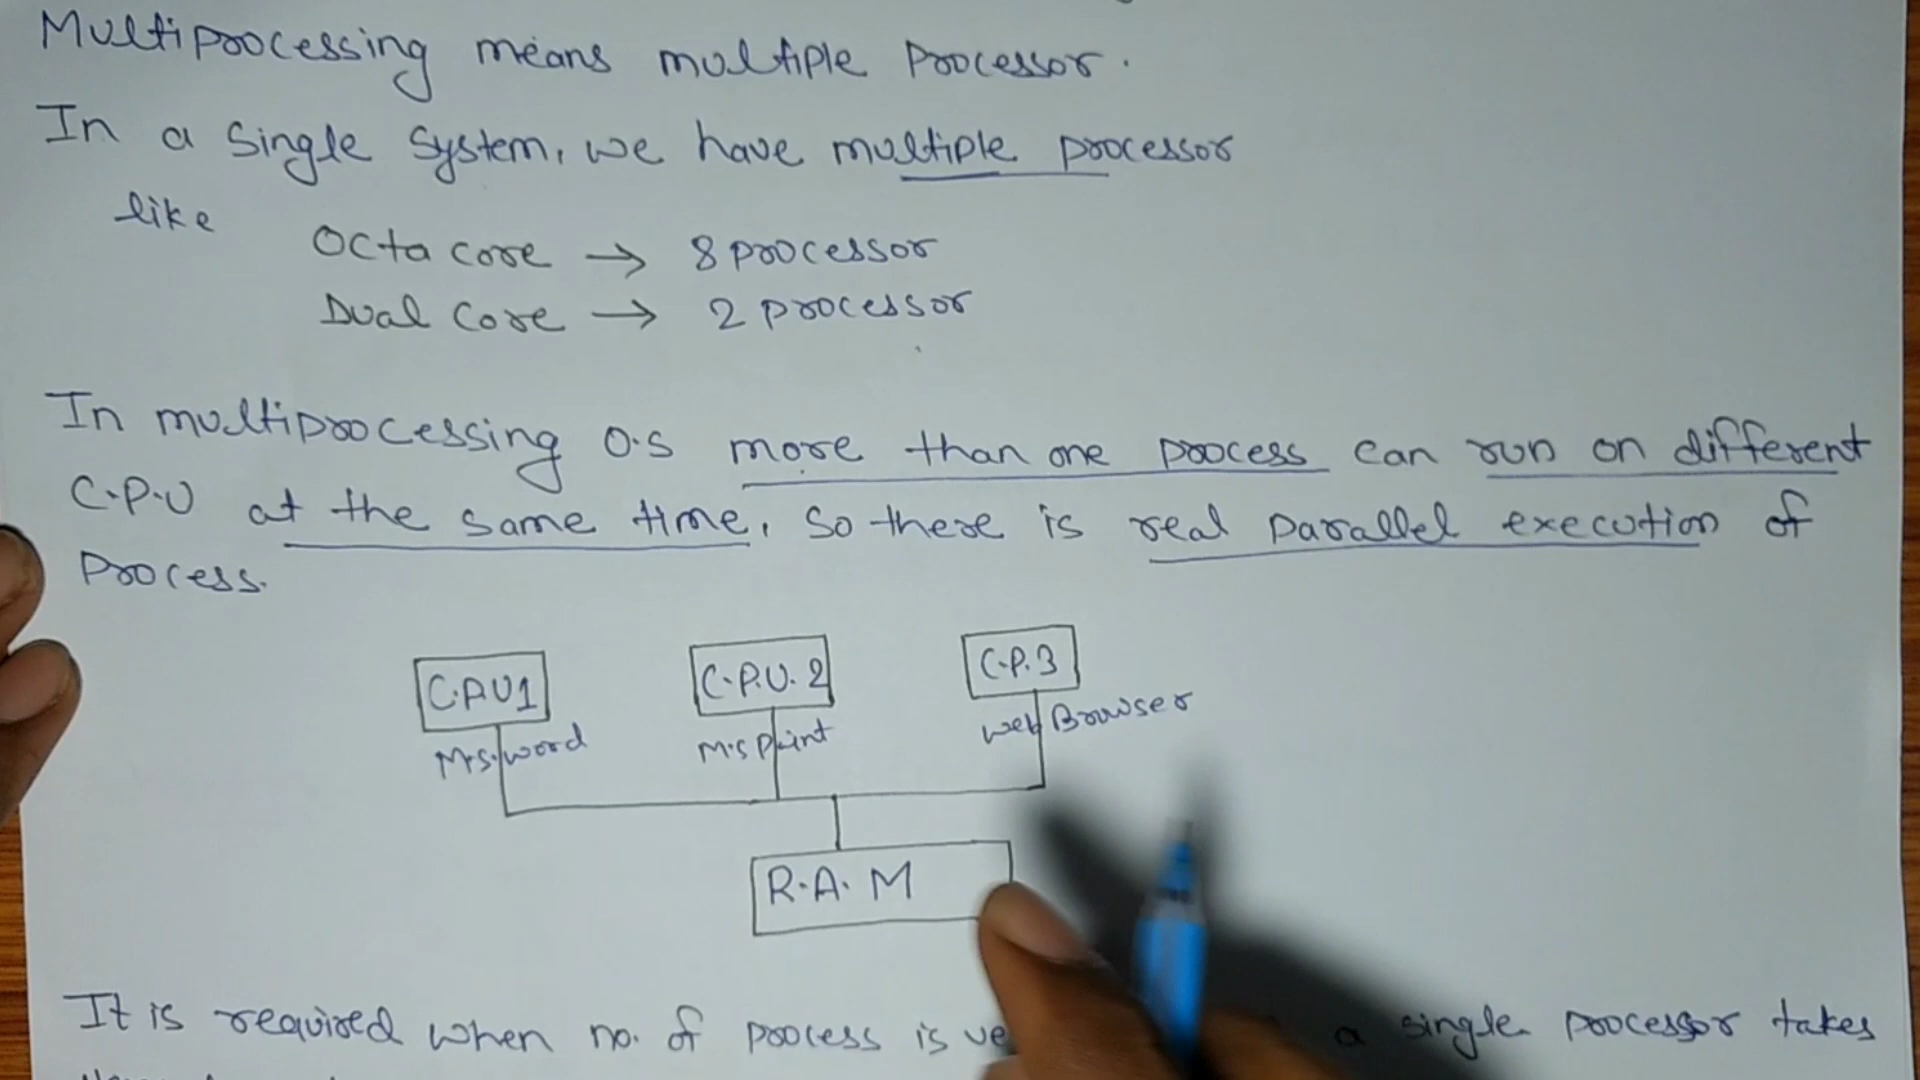 Multiprocessing means multiple Processor.
In a Single System, we have multiple processor
like
Octa core → 8 processor
Dual Core → 2 processor
In multiprocessing O.S more than one process can run on different
C.P.U at the same time, So there is real Parallel execution of
Process.
C.P.U 1
C.P.U. 2
C.P. 3
M.S. word
M.S Paint
web Browser
R.A.M
It is required when no. of process is a single processor takes